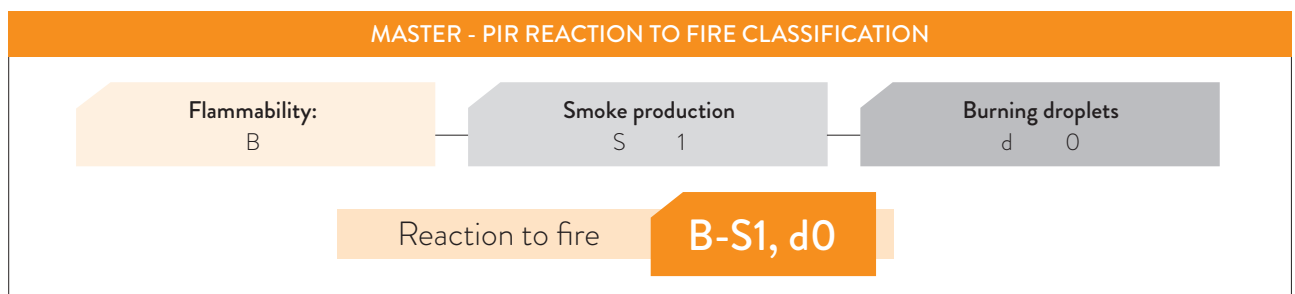 MASTER - PIR REACTION TO FIRE CLASSIFICATION
Flammability:
B
Smoke production
S 1
Burning droplets
d 0
Reaction to fire
B-S1, d0